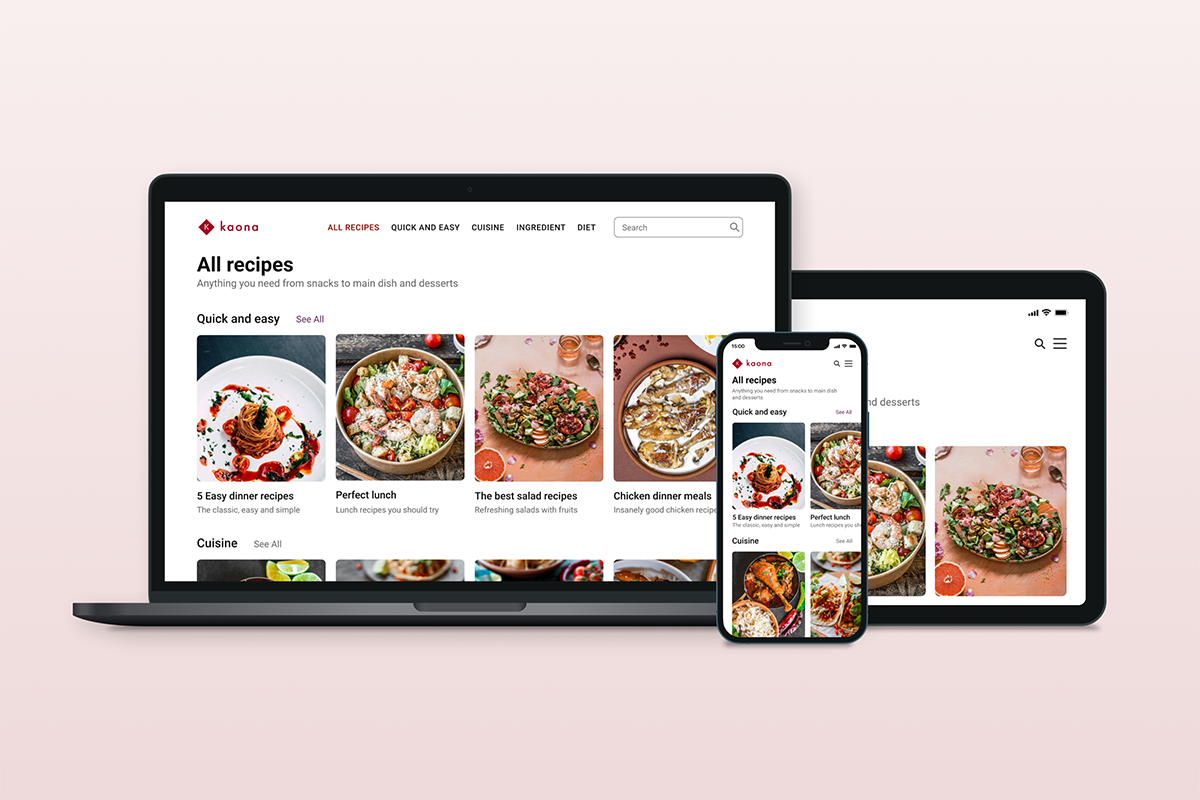 K kaona
ALL RECIPES QUICK AND EASY CUISINE INGREDIENT DIET Search
All recipes
Anything you need from snacks to main dish and desserts
Quick and easy See All
5 Easy dinner recipes
The classic, easy and simple
Perfect lunch
Lunch recipes you should try
The best salad recipes
Refreshing salads with fruits
Chicken dinner meals
Insanely good chicken recipe
Cuisine See All
15:00
K kaona
All recipes
Anything you need from snacks to main dish
and desserts
Quick and easy See All
5 Easy dinner recipes
The classic, easy and simple
Perfect lunch
Lunch recipes you sho
Cuisine See All
nd desserts